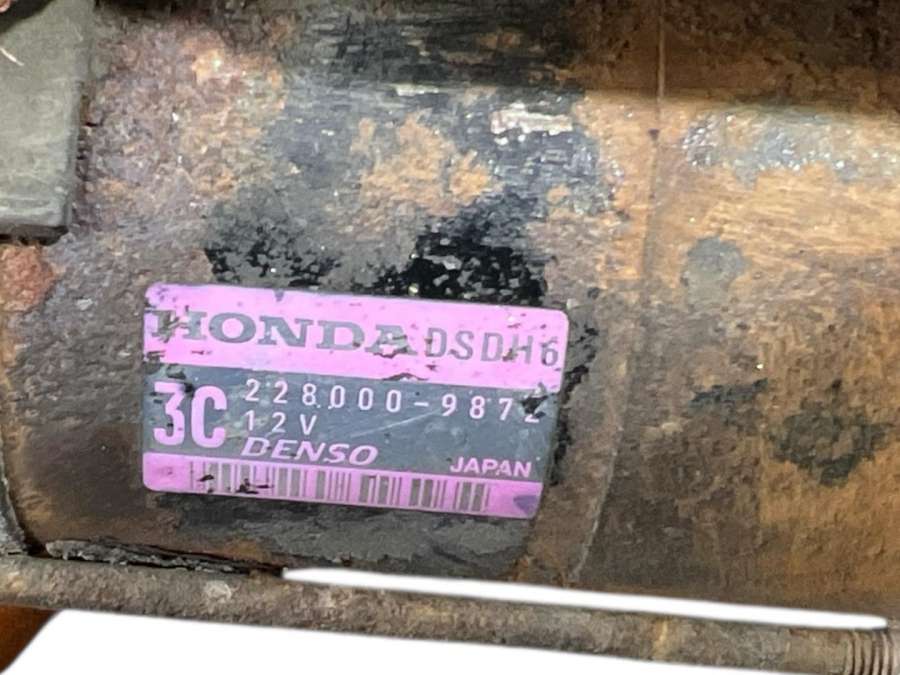 HONDA DSDH6
3C
228000-9872
12V
DENSO JAPAN